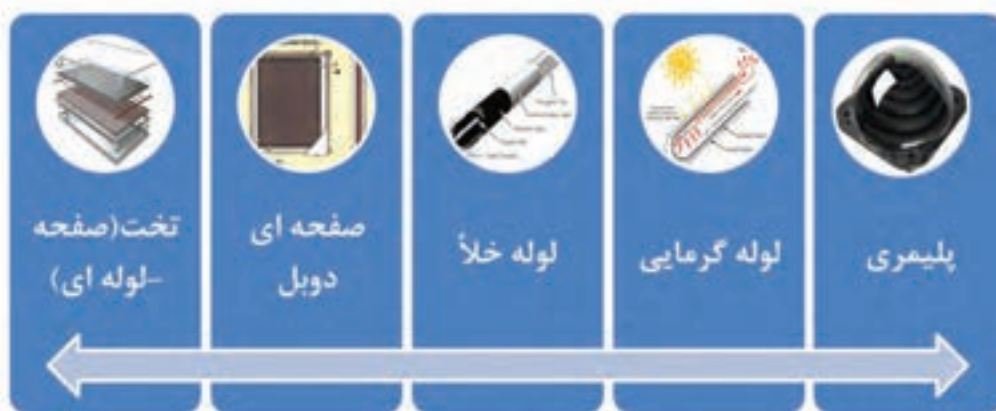 پلیمری
لوله گرمایی
لوله خلأ
صفحه ای
دوبل
تخت(صفحه
-لوله ای)